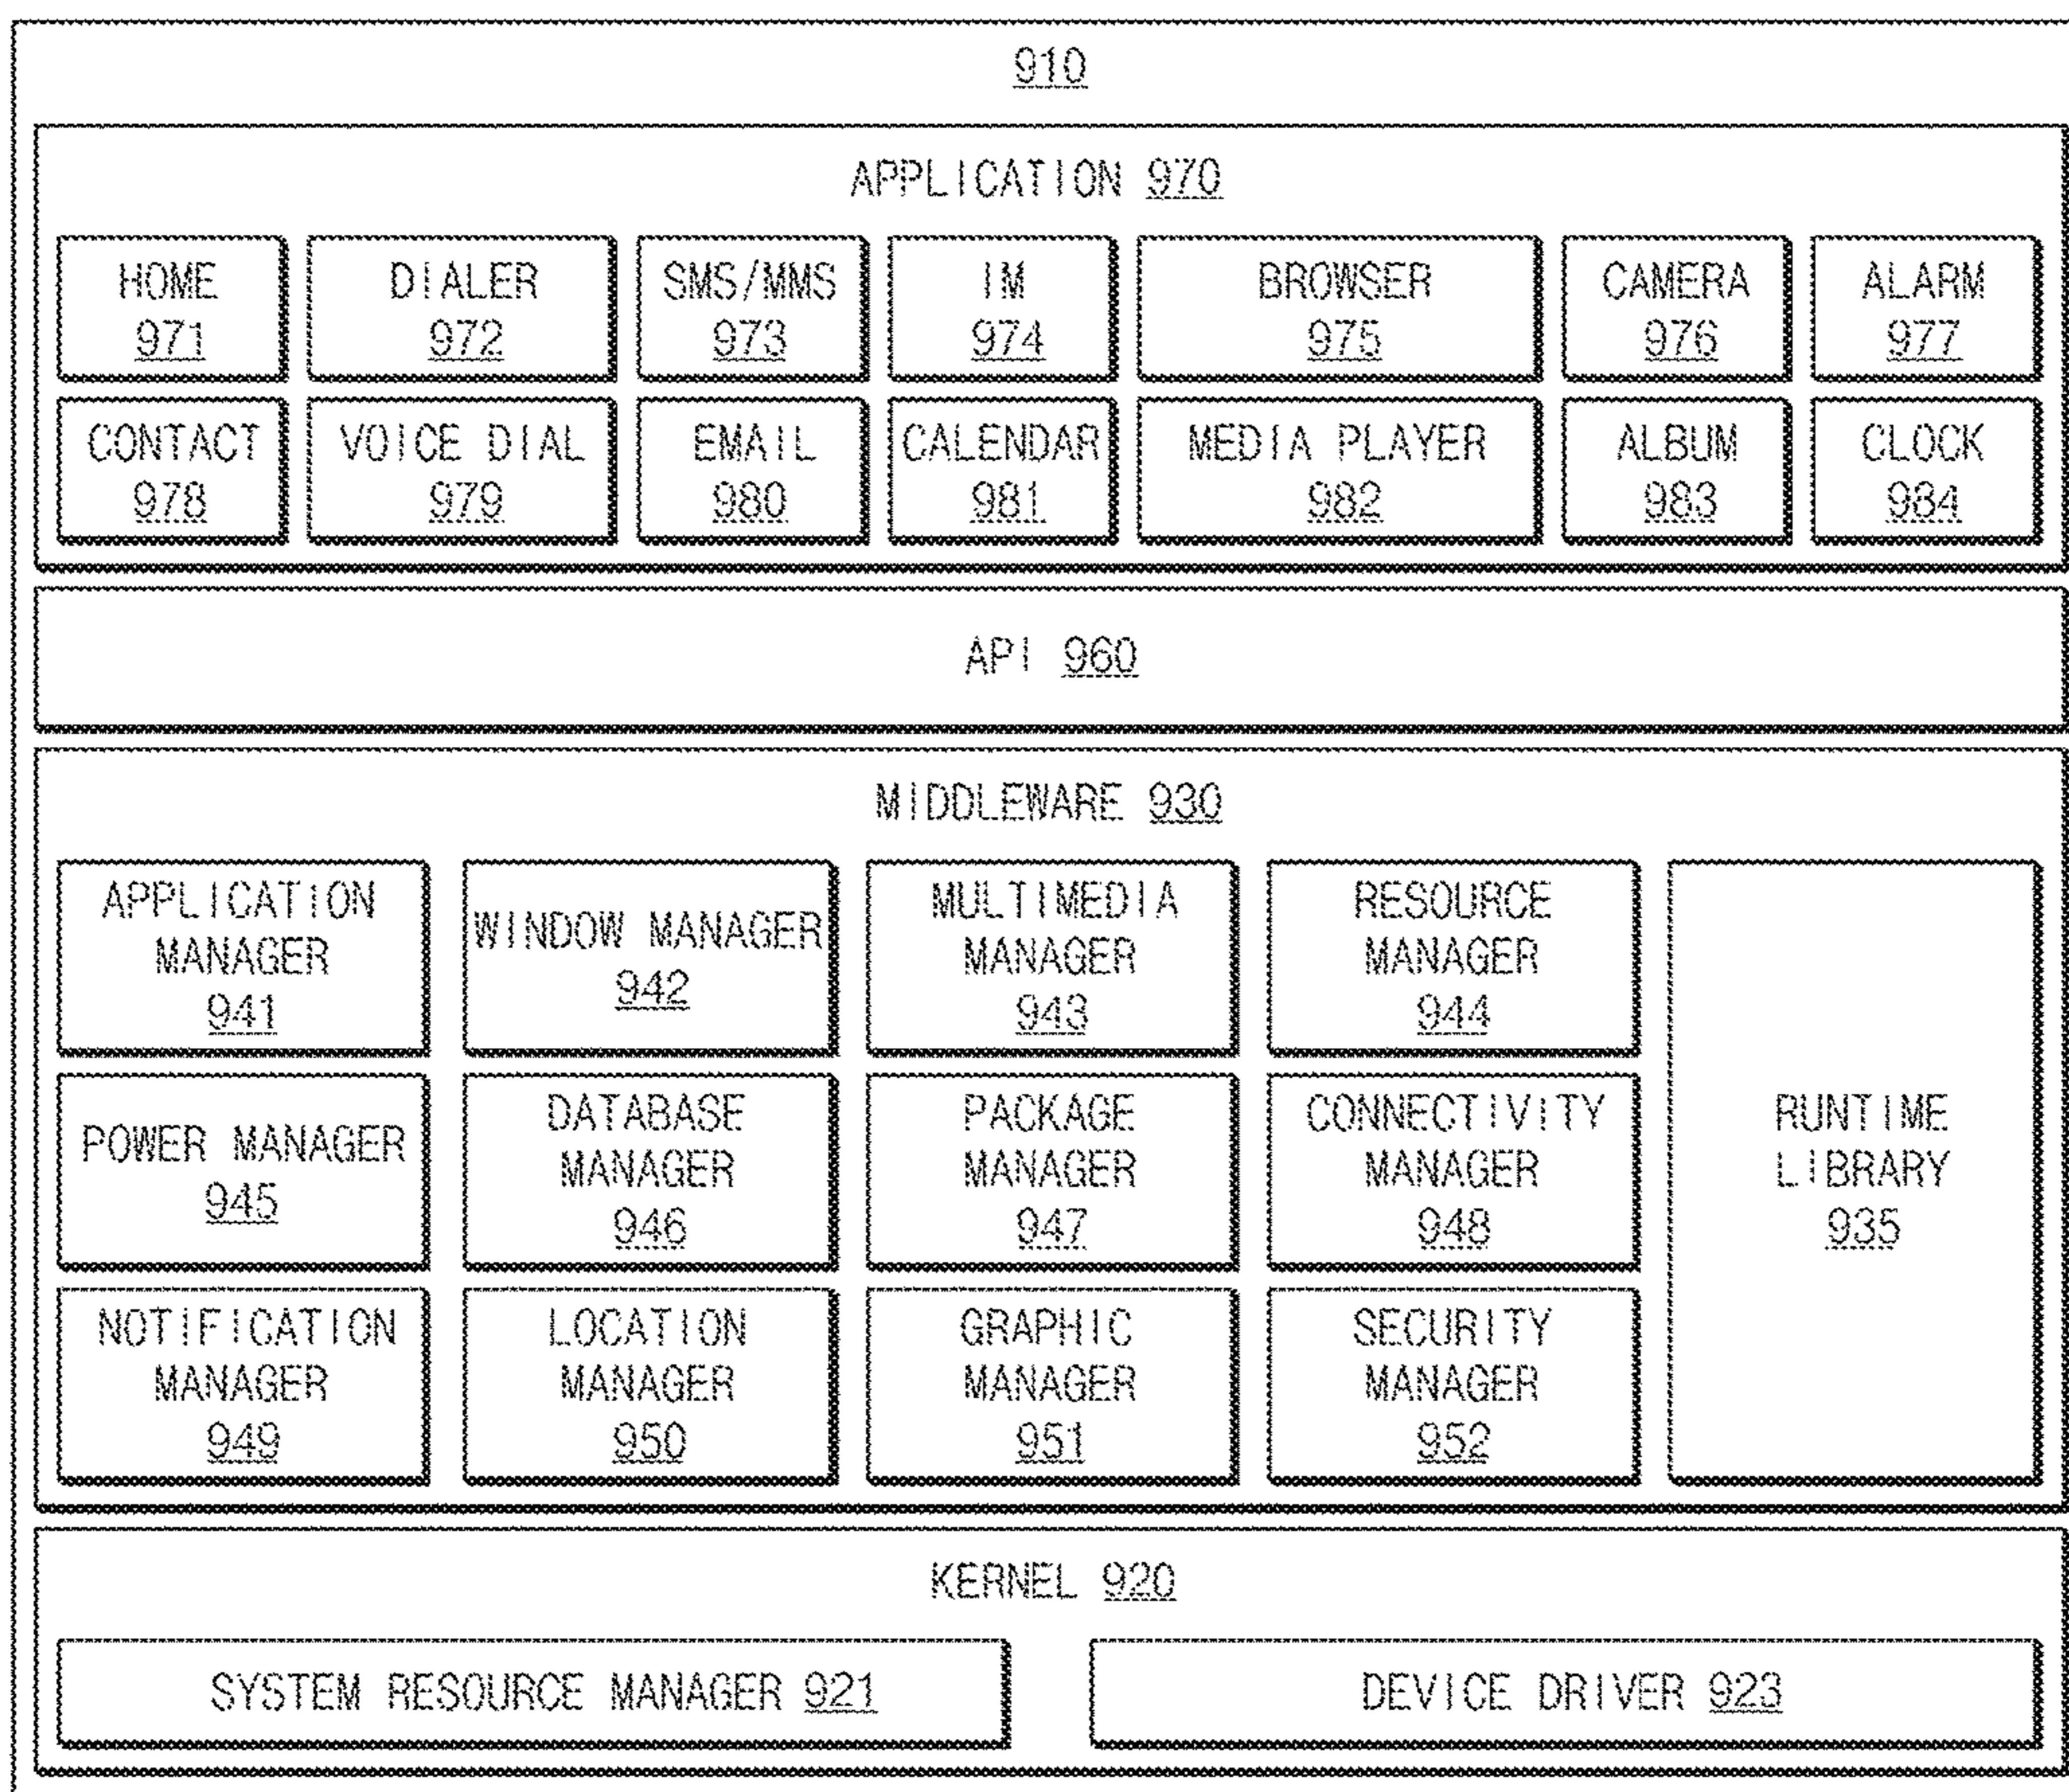 910
APPLICATION 970
HOME
971
DIALER
972
SMS/MMS
973
IM
974
BROWSER
975
CAMERA
976
ALARM
977
CONTACT
978
VOICE DIAL
979
EMAIL
980
CALENDAR
981
MEDIA PLAYER
982
ALBUM
983
CLOCK
984
API 960
MIDDLEWARE 930
APPLICATION
MANAGER
941
WINDOW MANAGER
942
MULTIMEDIA
MANAGER
943
RESOURCE
MANAGER
944
POWER MANAGER
945
DATABASE
MANAGER
946
PACKAGE
MANAGER
947
CONNECTIVITY
MANAGER
948
NOTIFICATION
MANAGER
949
LOCATION
MANAGER
950
GRAPHIC
MANAGER
951
SECURITY
MANAGER
952
RUNTIME
LIBRARY
935
KERNEL 920
SYSTEM RESOURCE MANAGER 921
DEVICE DRIVER 923